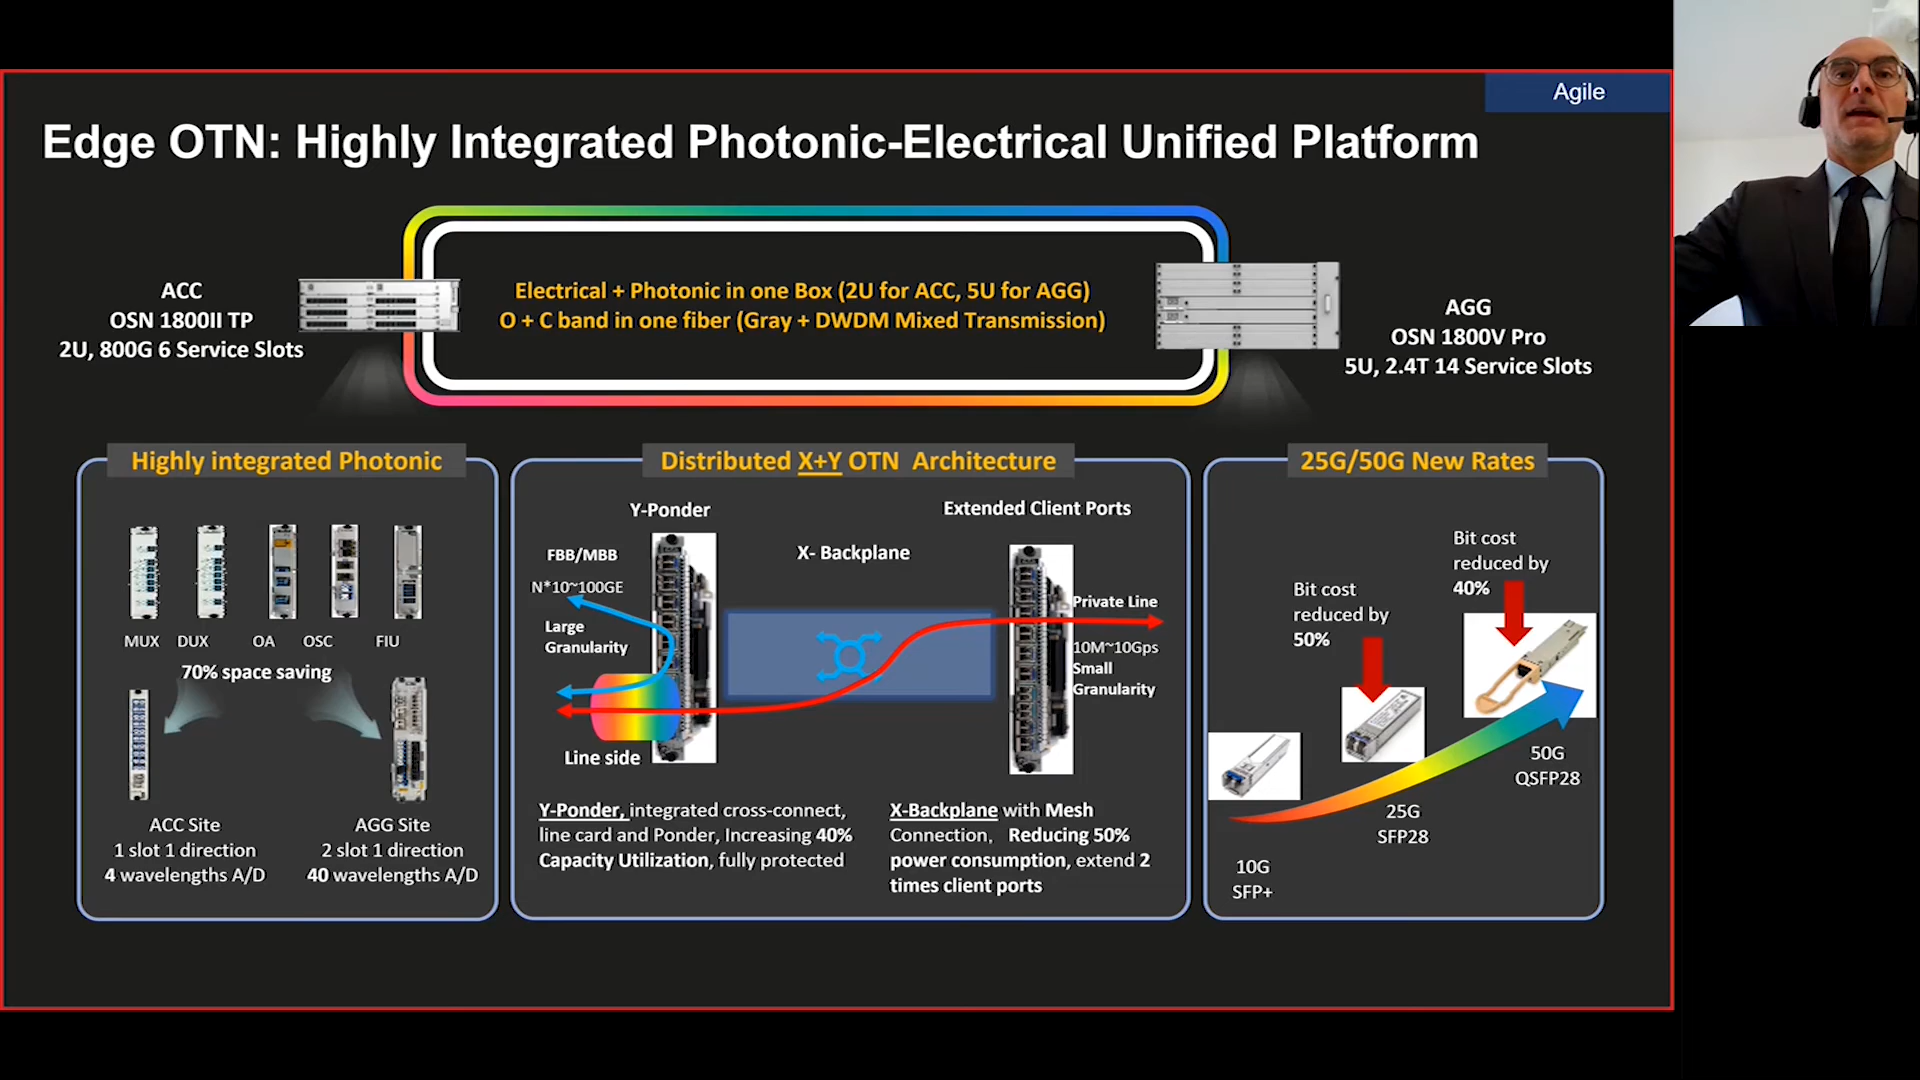 Agile
Edge OTN: Highly Integrated Photonic-Electrical Unified Platform
ACC
OSN 1800II TP
2U, 800G 6 Service Slots
Electrical + Photonic in one Box (2U for ACC, 5U for AGG)
O + C band in one fiber (Gray + DWDM Mixed Transmission)
AGG
OSN 1800V Pro
5U, 2.4T 14 Service Slots
Highly integrated Photonic
MUX DUX OA OSC FIU
70% space saving
ACC Site
1 slot 1 direction
4 wavelengths A/D
AGG Site
2 slot 1 direction
40 wavelengths A/D
Distributed X+Y OTN Architecture
Y-Ponder
Extended Client Ports
FBB/MBB
X- Backplane
N*10~100GE
Large
Granularity
Private Line
10M~10Gps
Small
Granularity
Line side
Y-Ponder, integrated cross-connect,
line card and Ponder, Increasing 40%
Capacity Utilization, fully protected
X-Backplane with Mesh
Connection, Reducing 50%
power consumption, extend 2
times client ports
25G/50G New Rates
Bit cost
reduced by
40%
Bit cost
reduced by
50%
50G
QSFP28
25G
SFP28
10G
SFP+